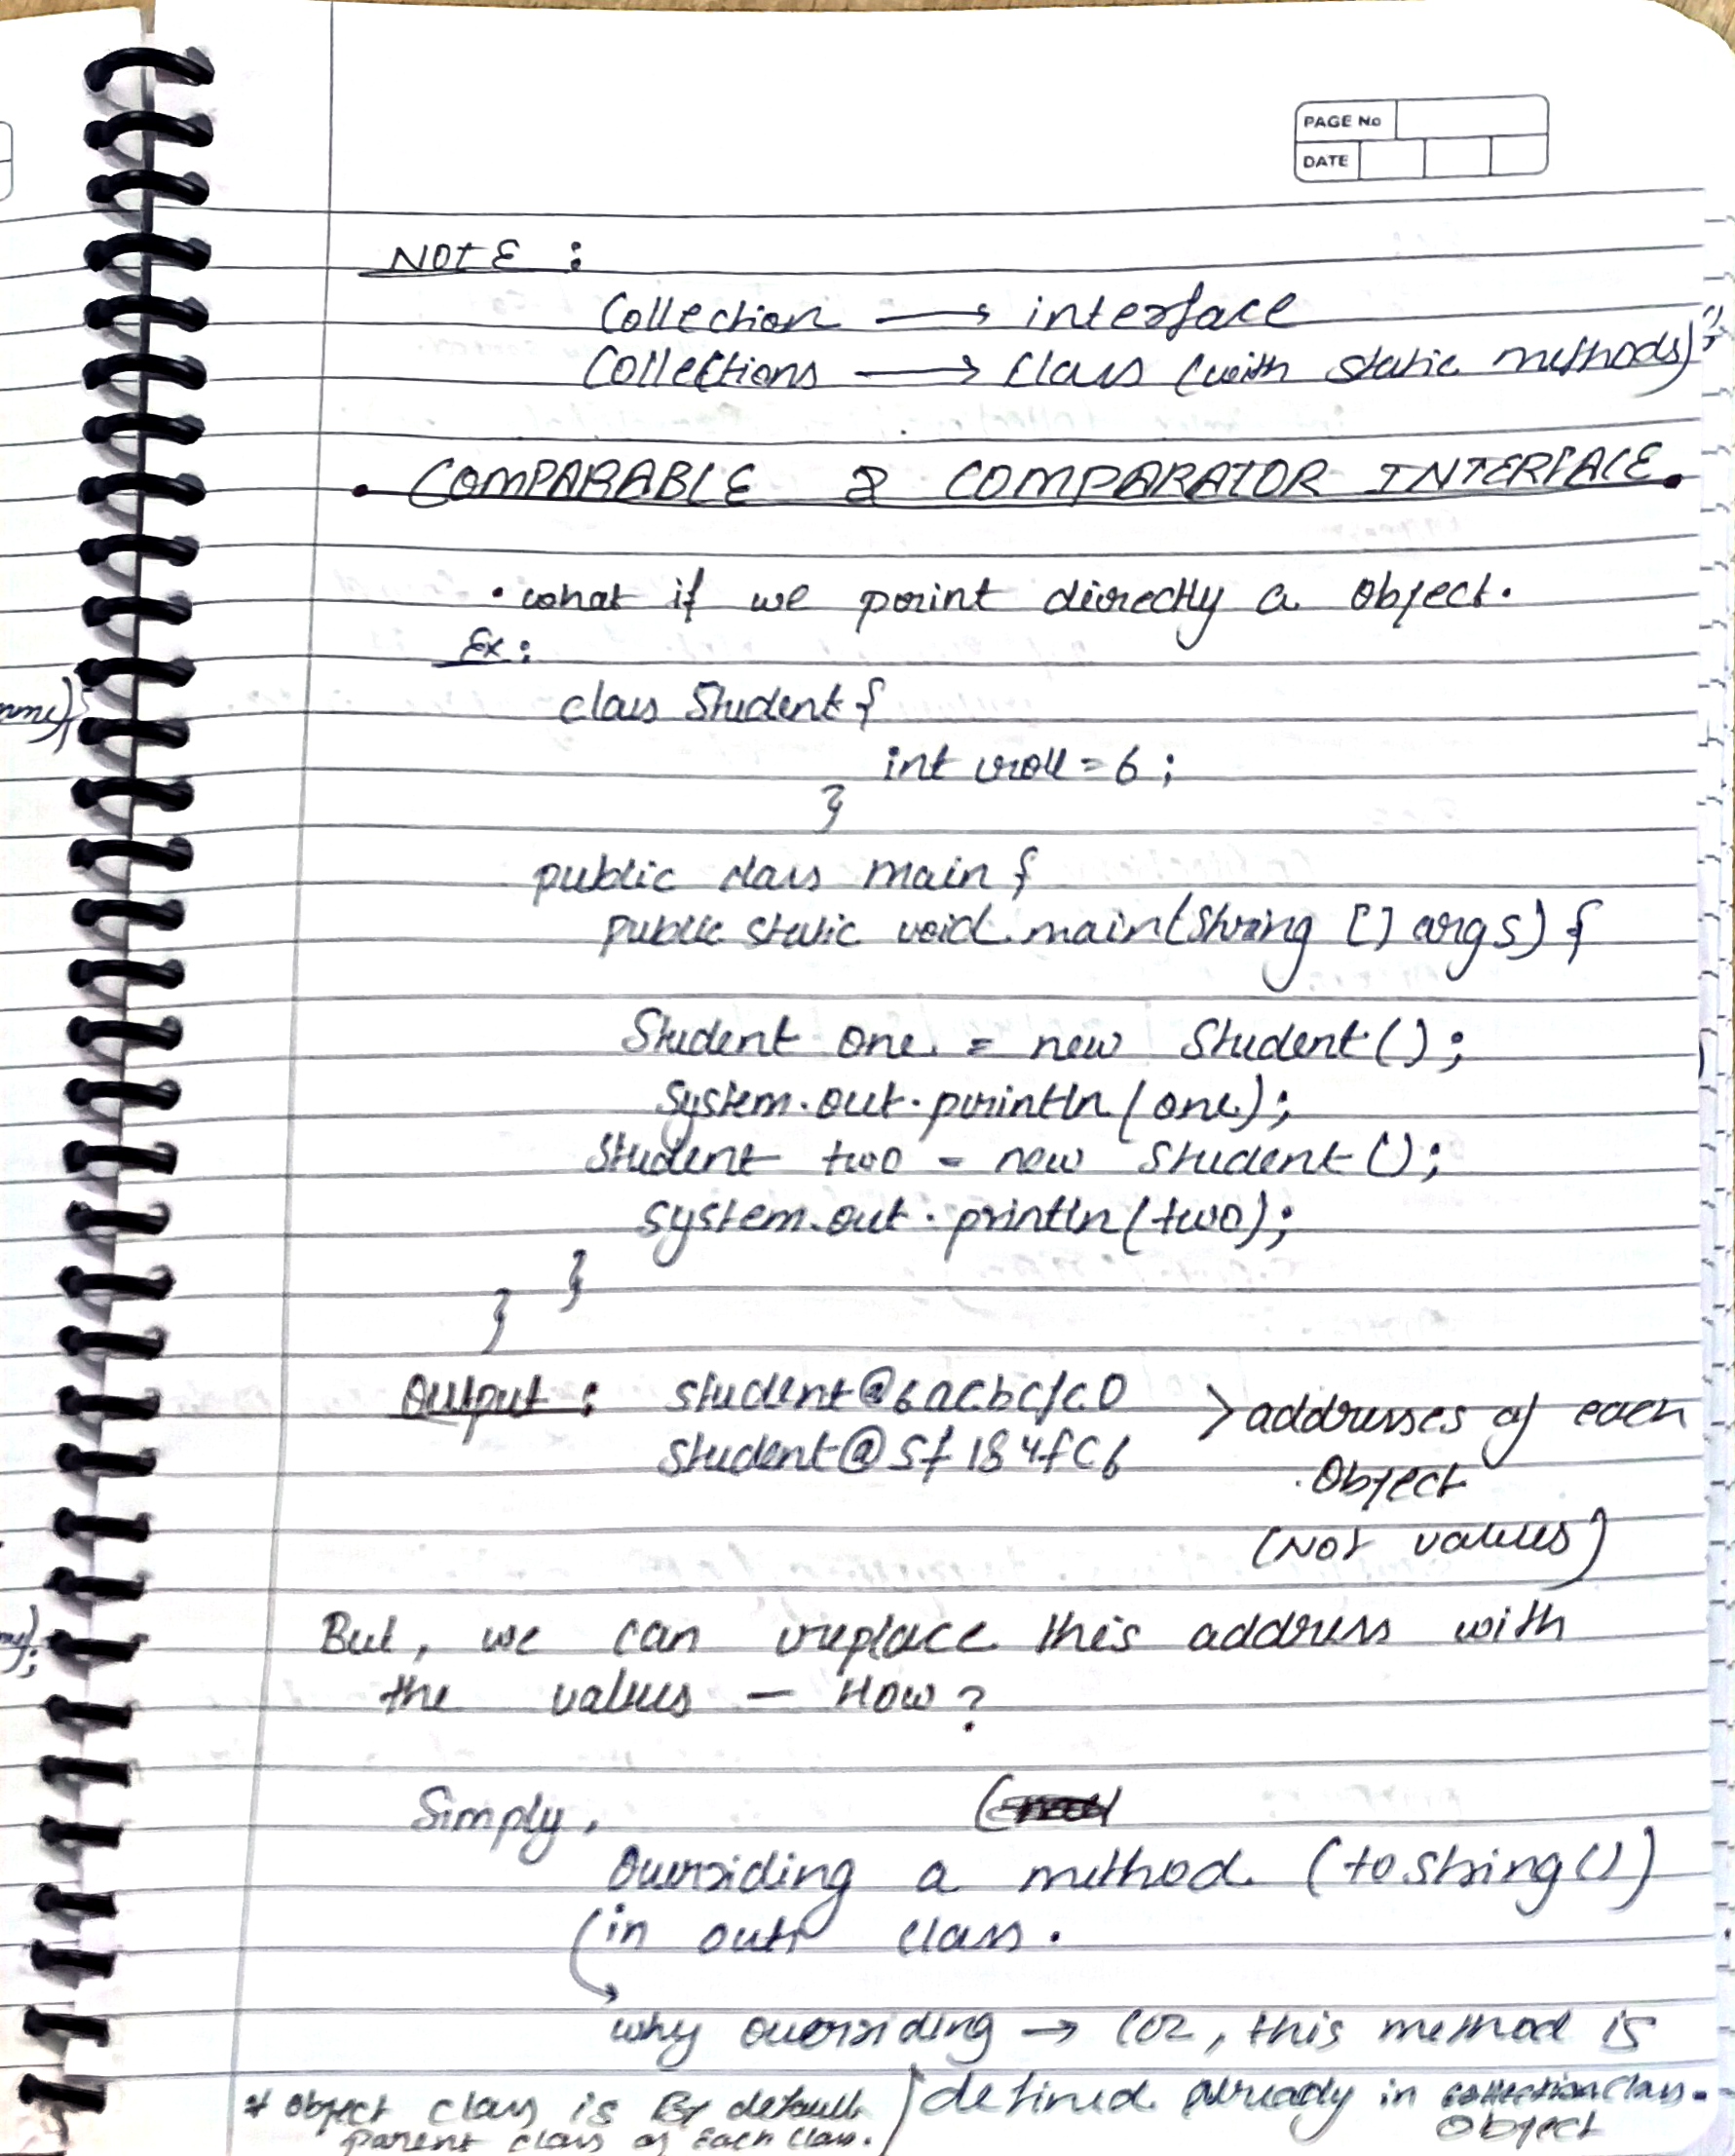 PAGE No
DATE
NOTE :
Collection → interface
Collections → class (with static methods)
• COMPARABLE & COMPARATOR INTERFACE.
• what if we print directly a object.
Ex:
class Student {
int roll = 6 ;
}
public class main {
public static void main(String [] args) {
Student one = new Student();
System.out.println(one);
Student two = new Student();
System.out.println(two);
}
}
Output : student@6acbcfc0 > addresses of each
student@5f184fc6 object
(Not values)
But, we can replace this address with
the values — How ?
Simply,
Overriding a method (toString())
in our class.
why overriding → coz, this method is
defined already in collection class.
object
* Object class is By default
parent class of Each class.